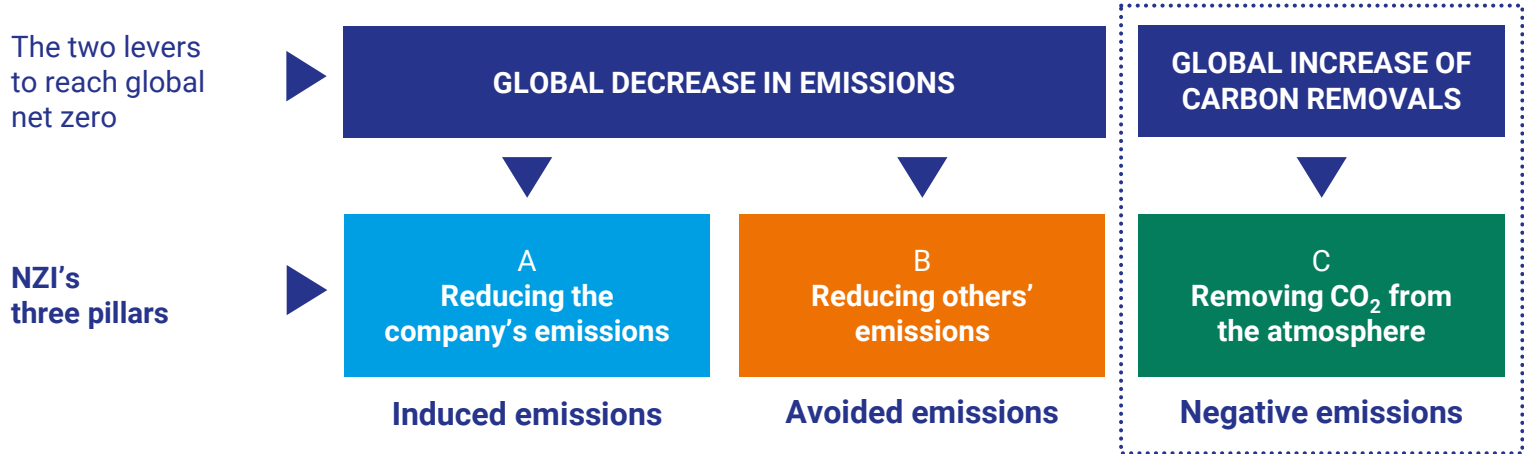 The two levers
to reach global
net zero
GLOBAL DECREASE IN EMISSIONS
GLOBAL INCREASE OF
CARBON REMOVALS
NZI’s
three pillars
A
Reducing the
company’s emissions
B
Reducing others’
emissions
C
Removing CO₂ from
the atmosphere
Induced emissions
Avoided emissions
Negative emissions